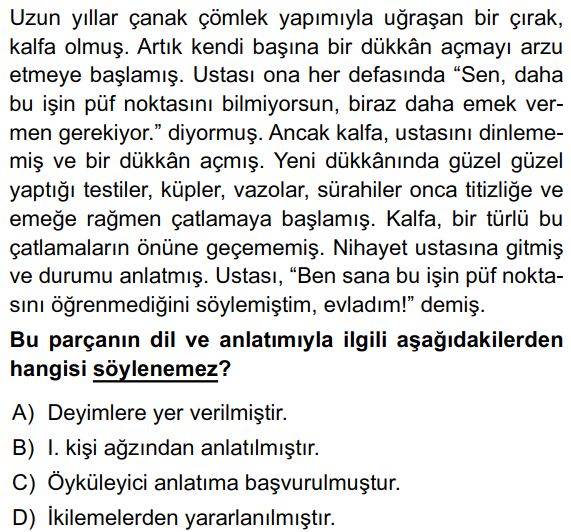 Uzun yıllar çanak çömlek yapımıyla uğraşan bir çırak,
kalfa olmuş. Artık kendi başına bir dükkân açmayı arzu
etmeye başlamış. Ustası ona her defasında “Sen, daha
bu işin püf noktasını bilmiyorsun, biraz daha emek ver-
men gerekiyor.” diyormuş. Ancak kalfa, ustasını dinleme-
miş ve bir dükkân açmış. Yeni dükkânında güzel güzel
yaptığı testiler, küpler, vazolar, sürahiler onca titizliğe ve
emeğe rağmen çatlamaya başlamış. Kalfa, bir türlü bu
çatlamaların önüne geçememiş. Nihayet ustasına gitmiş
ve durumu anlatmış. Ustası, “Ben sana bu işin püf nokta-
sını öğrenmediğini söylemiştim, evladım!” demiş.
Bu parçanın dil ve anlatımıyla ilgili aşağıdakilerden
hangisi söylenemez?
A) Deyimlere yer verilmiştir.
B) I. kişi ağzından anlatılmıştır.
C) Öyküleyici anlatıma başvurulmuştur.
D) İkilemelerden yararlanılmıştır.